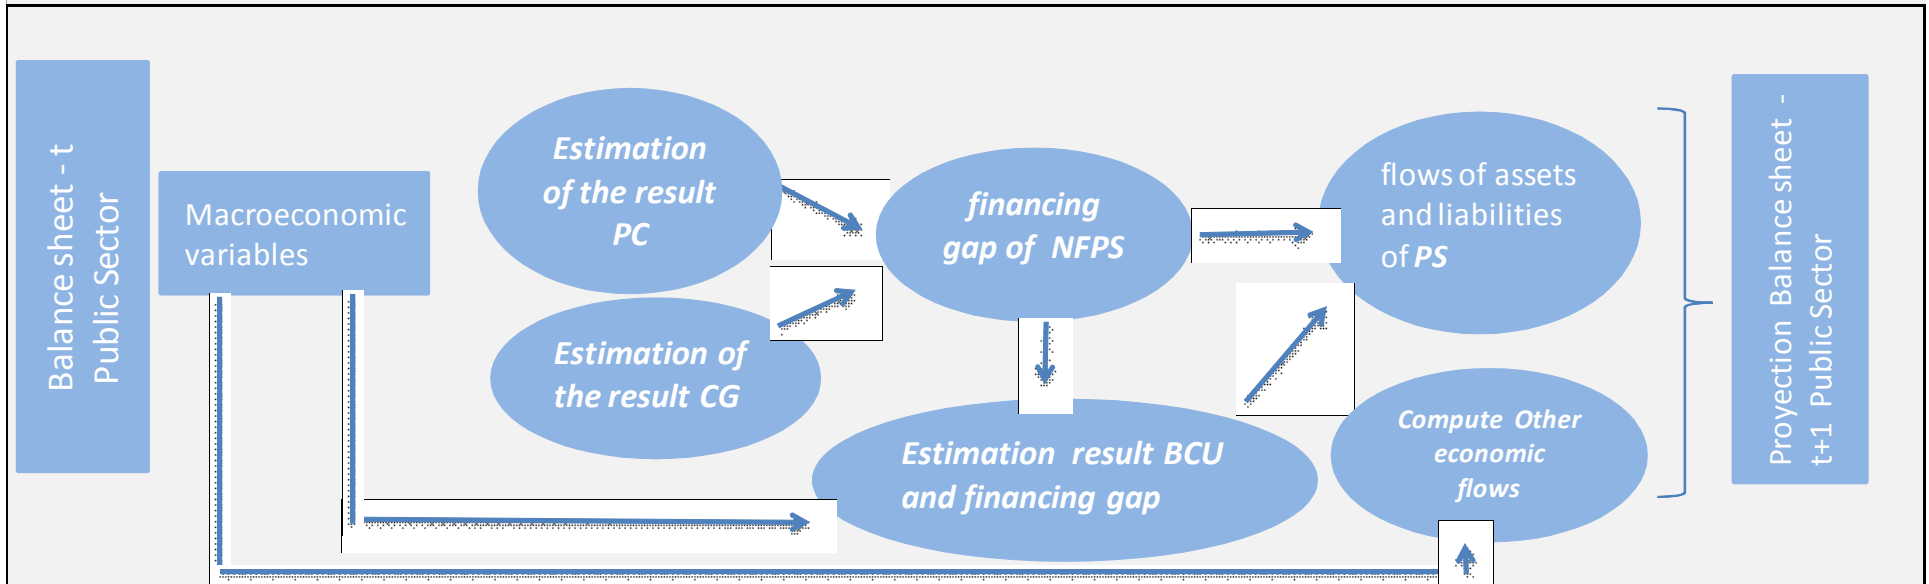 Balance sheet - t
Public Sector
Macroeconomic
variables
Estimation
of the result
PC
Estimation of
the result CG
financing
gap of NFPS
Estimation result BCU
and financing gap
flows of assets
and liabilities
of PS
Compute Other
economic
flows
Proyection Balance sheet -
t+1 Public Sector